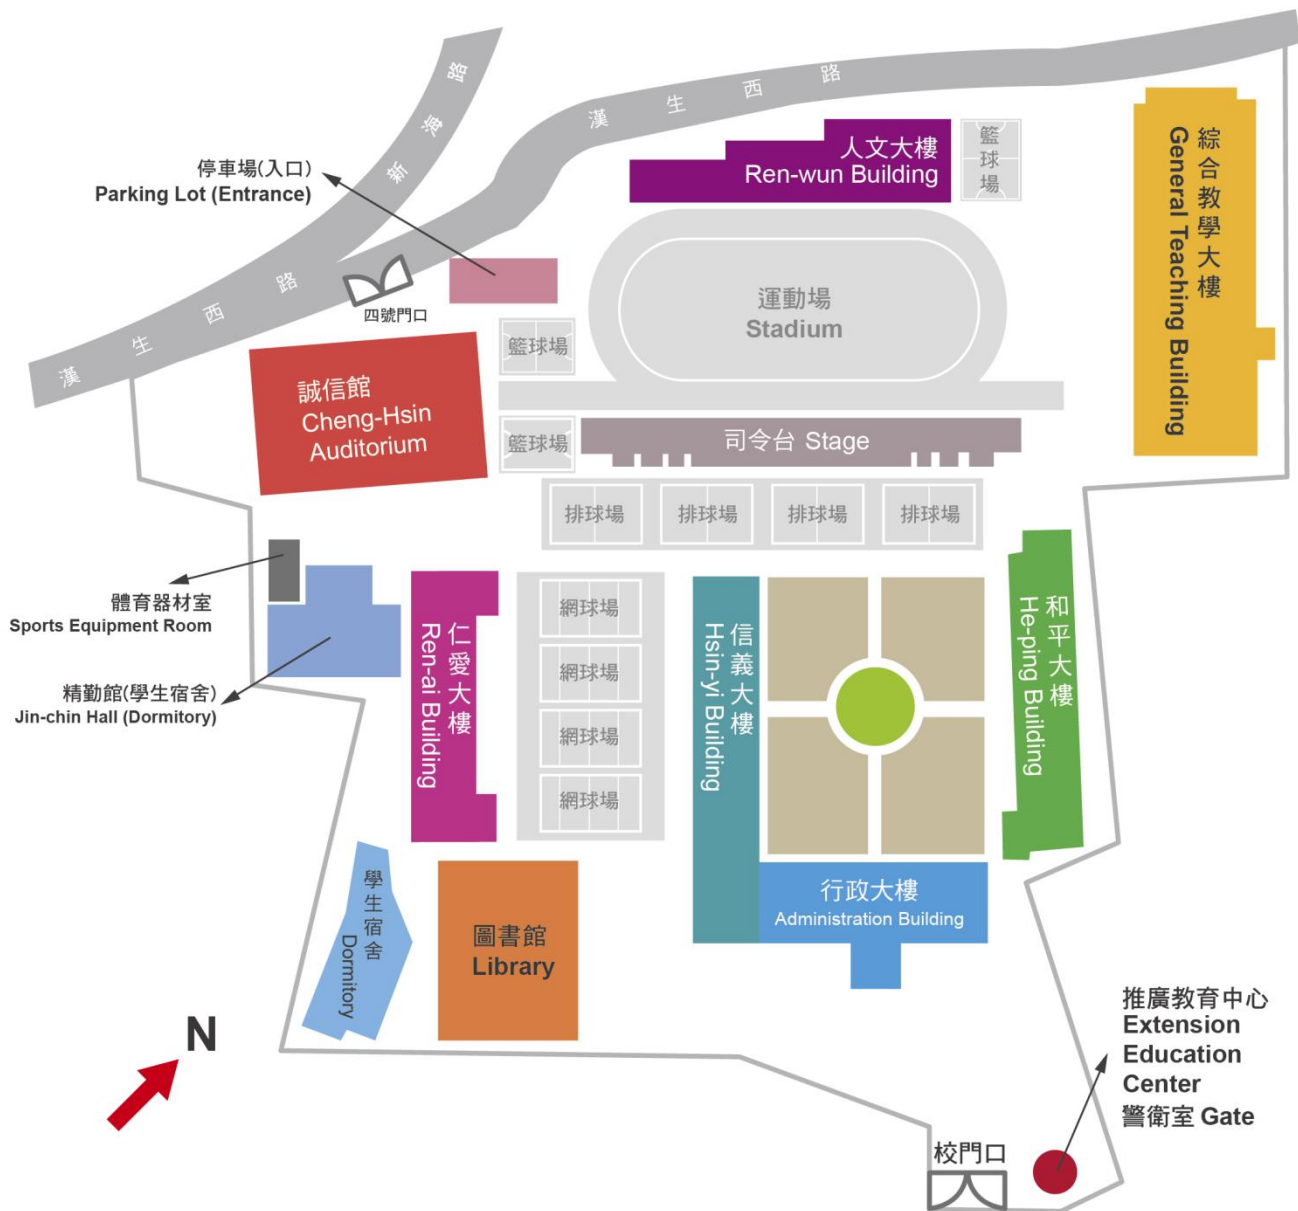 新海路
漢生西路
漢生西路
停車場(入口)
Parking Lot (Entrance)
四號門口
人文大樓
Ren-wun Building
籃球場
綜合教學大樓
General Teaching Building
運動場
Stadium
籃球場
誠信館
Cheng-Hsin
Auditorium
籃球場
司令台 Stage
排球場
排球場
排球場
排球場
體育器材室
Sports Equipment Room
精勤館(學生宿舍)
Jin-chin Hall (Dormitory)
仁愛大樓
Ren-ai Building
網球場
網球場
網球場
網球場
信義大樓
Hsin-yi Building
和平大樓
He-ping Building
學生宿舍
Dormitory
圖書館
Library
行政大樓
Administration Building
N
推廣教育中心
Extension
Education
Center
警衛室 Gate
校門口